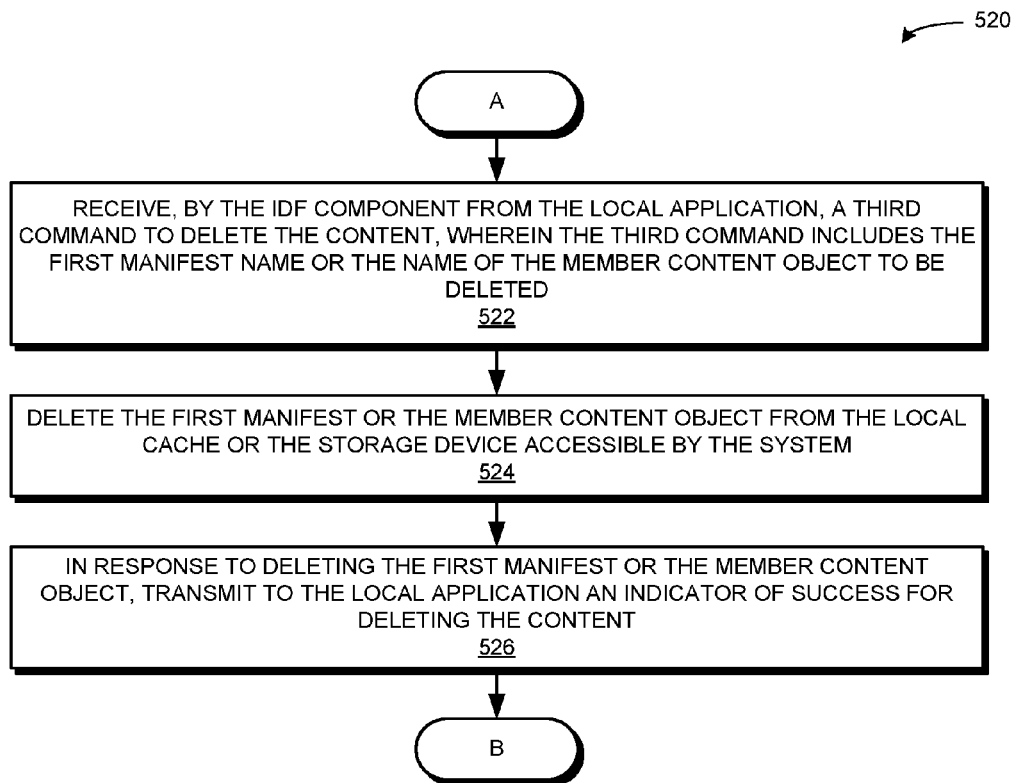 520
A
RECEIVE, BY THE IDF COMPONENT FROM THE LOCAL APPLICATION, A THIRD
COMMAND TO DELETE THE CONTENT, WHEREIN THE THIRD COMMAND INCLUDES THE
FIRST MANIFEST NAME OR THE NAME OF THE MEMBER CONTENT OBJECT TO BE
DELETED
522
DELETE THE FIRST MANIFEST OR THE MEMBER CONTENT OBJECT FROM THE LOCAL
CACHE OR THE STORAGE DEVICE ACCESSIBLE BY THE SYSTEM
524
IN RESPONSE TO DELETING THE FIRST MANIFEST OR THE MEMBER CONTENT
OBJECT, TRANSMIT TO THE LOCAL APPLICATION AN INDICATOR OF SUCCESS FOR
DELETING THE CONTENT
526
B